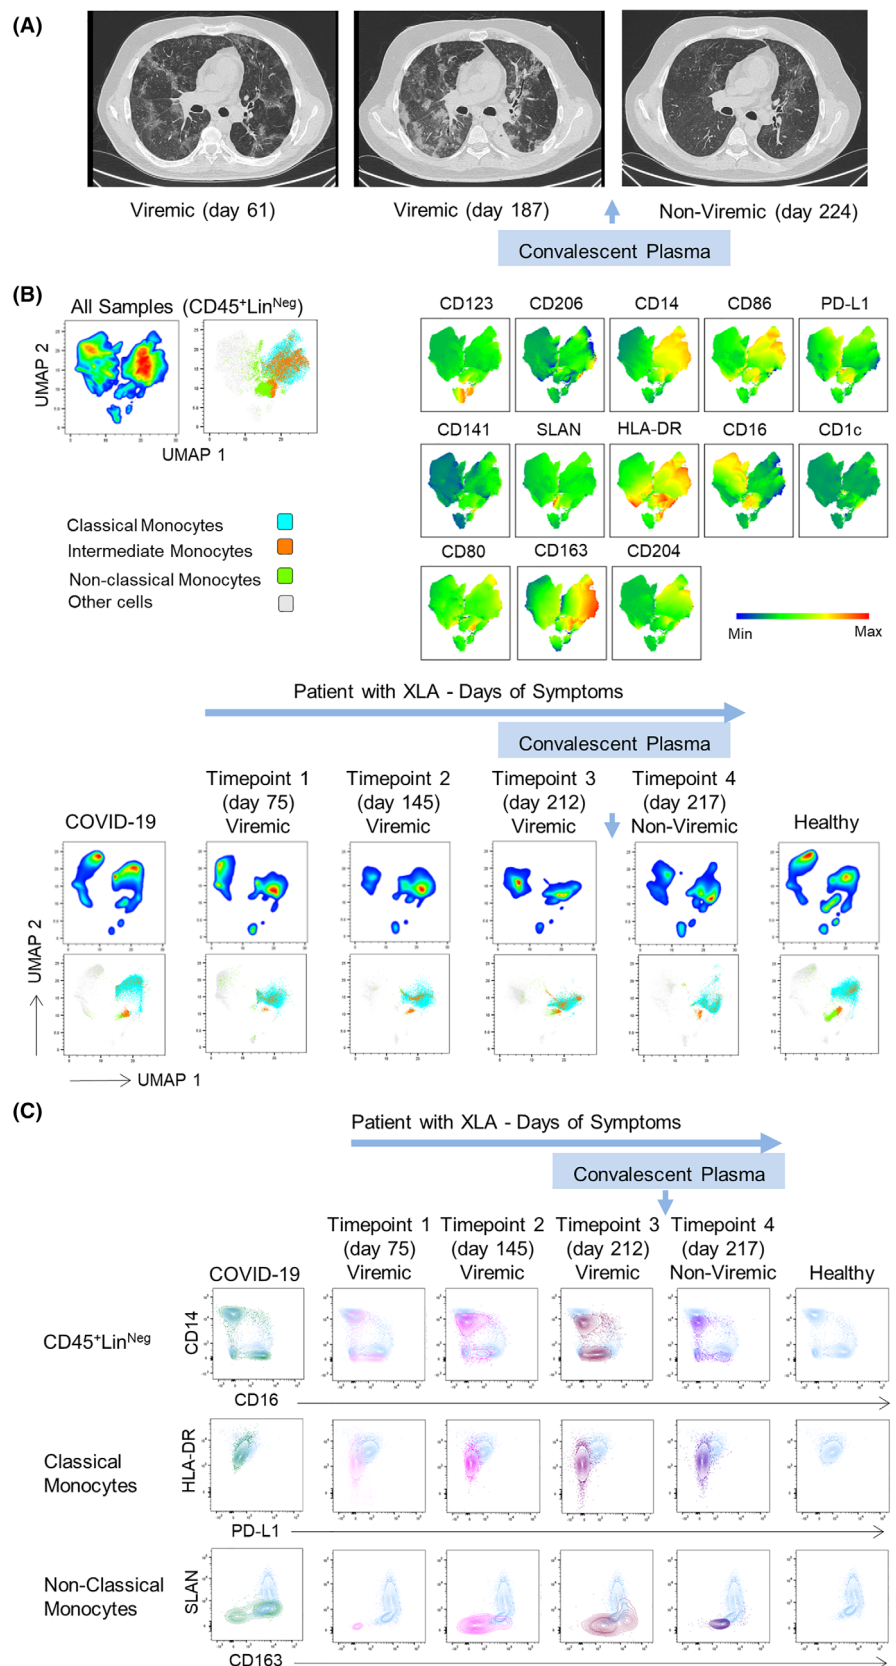 (A)
Viremic (day 61)
Viremic (day 187)
Non-Viremic (day 224)
Convalescent Plasma
(B)
All Samples (CD45+LinNeg)
UMAP 2
UMAP 1
Classical Monocytes
Intermediate Monocytes
Non-classical Monocytes
Other cells
CD123
CD206
CD14
CD86
PD-L1
CD141
SLAN
HLA-DR
CD16
CD1c
CD80
CD163
CD204
Min
Max
Patient with XLA - Days of Symptoms
Convalescent Plasma
COVID-19
Timepoint 1
(day 75)
Viremic
Timepoint 2
(day 145)
Viremic
Timepoint 3
(day 212)
Viremic
Timepoint 4
(day 217)
Non-Viremic
Healthy
UMAP 2
UMAP 1
(C)
Patient with XLA - Days of Symptoms
Convalescent Plasma
COVID-19
Timepoint 1
(day 75)
Viremic
Timepoint 2
(day 145)
Viremic
Timepoint 3
(day 212)
Viremic
Timepoint 4
(day 217)
Non-Viremic
Healthy
CD45+LinNeg
CD14
CD16
Classical
Monocytes
HLA-DR
PD-L1
Non-Classical
Monocytes
SLAN
CD163